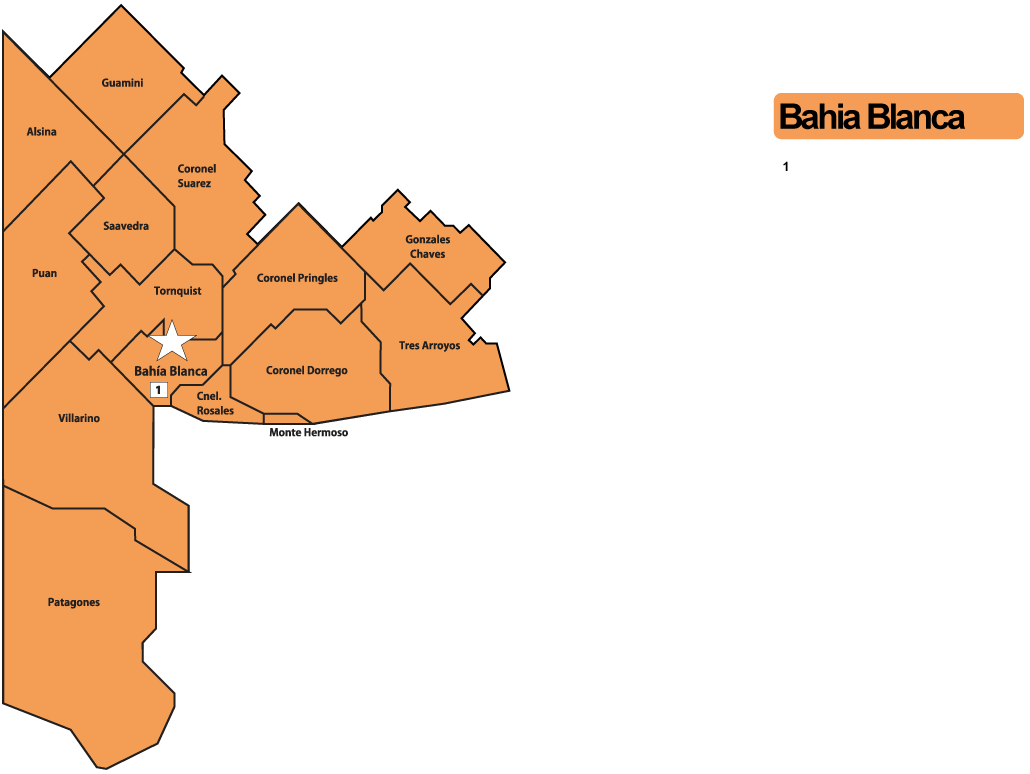 Guamini
Bahia Blanca
Alsina
1
Coronel
Suarez
Saavedra
Gonzales
Chaves
Puan
Coronel Pringles
Tornquist
Tres Arroyos
Bahía Blanca
Coronel Dorrego
1
Cnel.
Rosales
Villarino
Monte Hermoso
Patagones